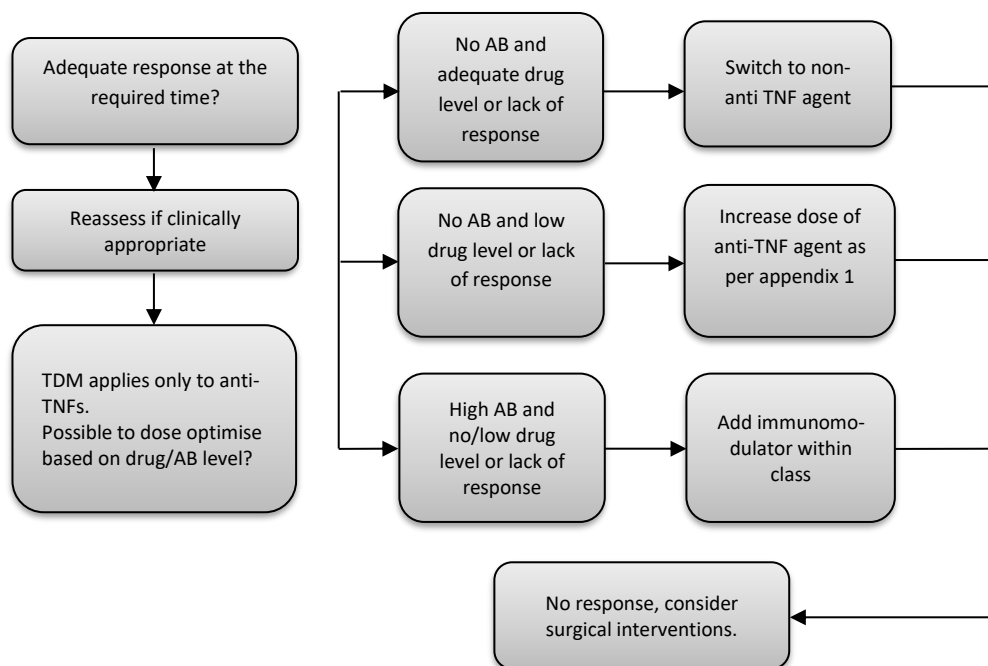 Adequate response at the
required time?
Reassess if clinically
appropriate
TDM applies only to anti-
TNFs.
Possible to dose optimise
based on drug/AB level?
No AB and
adequate drug
level or lack of
response
Switch to non-
anti TNF agent
No AB and low
drug level or lack
of response
Increase dose of
anti-TNF agent as
per appendix 1
High AB and
no/low drug
level or lack of
response
Add immunomo-
dulator within
class
No response, consider
surgical interventions.